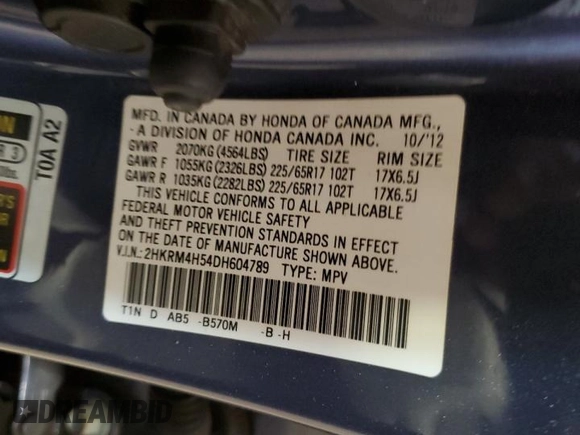 MFD. IN CANADA BY HONDA OF CANADA MFG.,
- A DIVISION OF HONDA CANADA INC. 10/'12
GVWR 2070KG (4564LBS) TIRE SIZE RIM SIZE
GAWR F 1055KG (2326LBS) 225/65R17 102T 17X6.5J
GAWR R 1035KG (2282LBS) 225/65R17 102T 17X6.5J
THIS VEHICLE CONFORMS TO ALL APPLICABLE
FEDERAL MOTOR VEHICLE SAFETY
AND THEFT PREVENTION STANDARDS IN EFFECT
ON THE DATE OF MANUFACTURE SHOWN ABOVE.
V.I.N.: 2HKRM4H54DH604789 TYPE: MPV
T1N D AB5 -B570M -B -H
TOA A2
R 3
DREAMBID